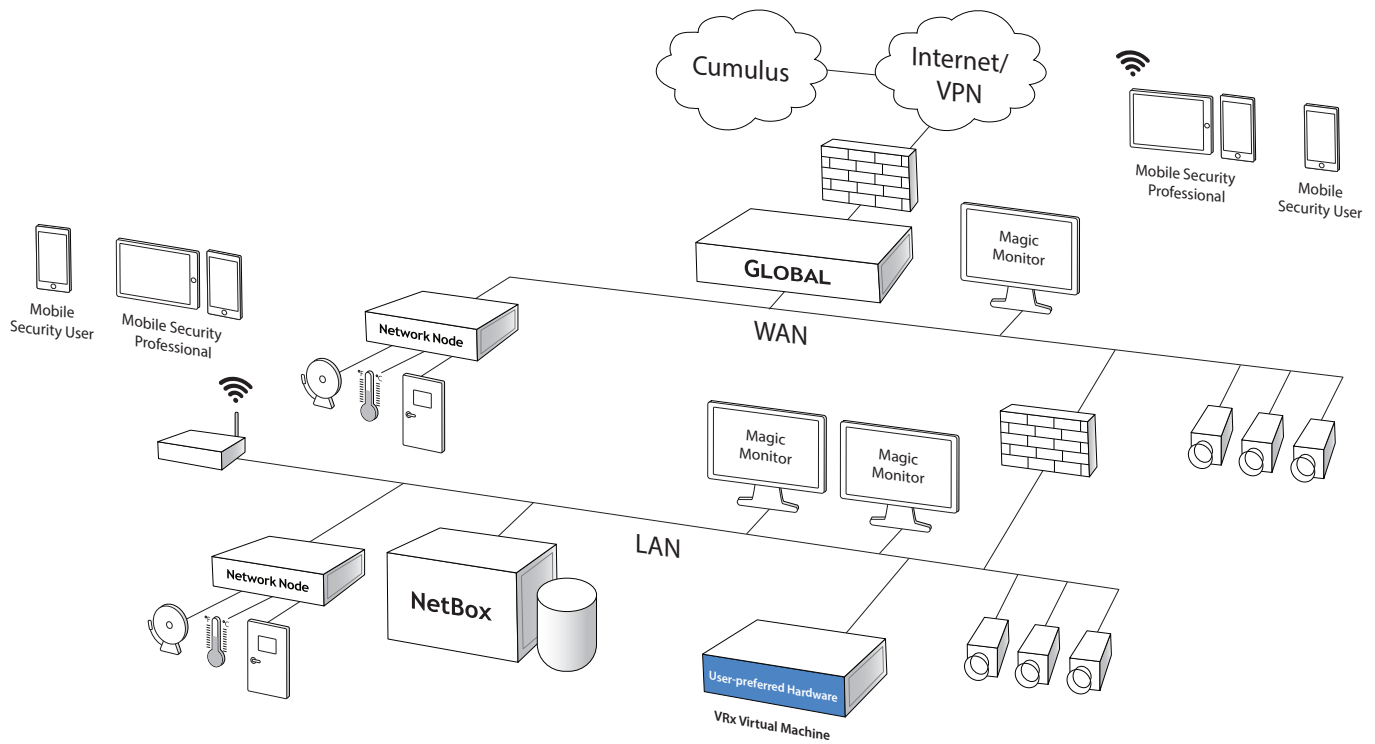 Cumulus
Internet/
VPN
Mobile Security
Professional
Mobile
Security User
Magic
Monitor
GLOBAL
Mobile
Security User
Mobile Security
Professional
Network Node
WAN
°F
°C
Magic
Monitor
Magic
Monitor
LAN
Network Node
NetBox
°F
°C
User-preferred Hardware
VRx Virtual Machine